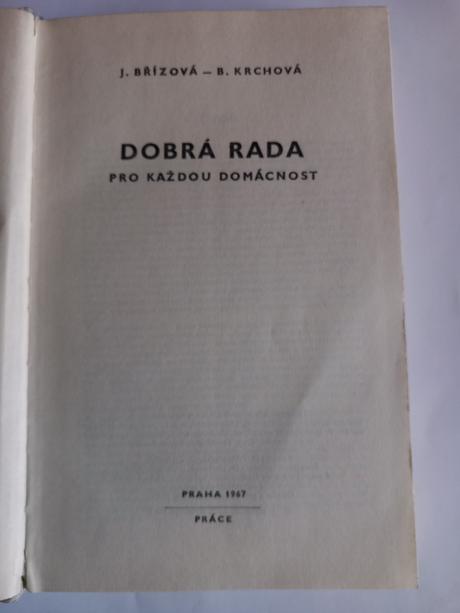 J. BŘÍZOVÁ – B. KRCHOVÁ
DOBRÁ RADA
PRO KAŽDOU DOMÁCNOST
PRAHA 1967
PRÁCE